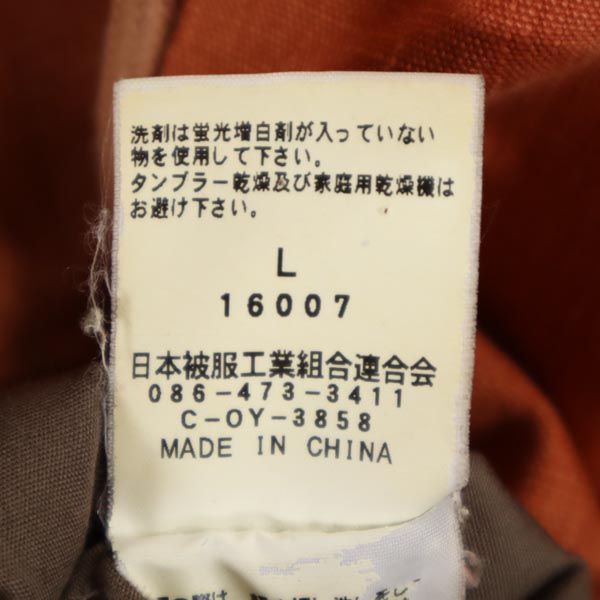 洗剤は蛍光増白剤が入っていない
物を使用して下さい。
タンブラー乾燥及び家庭用乾燥機は
お避け下さい。
L
16007
日本被服工業組合連合会
086-473-3411
C-OY-3858
MADE IN CHINA